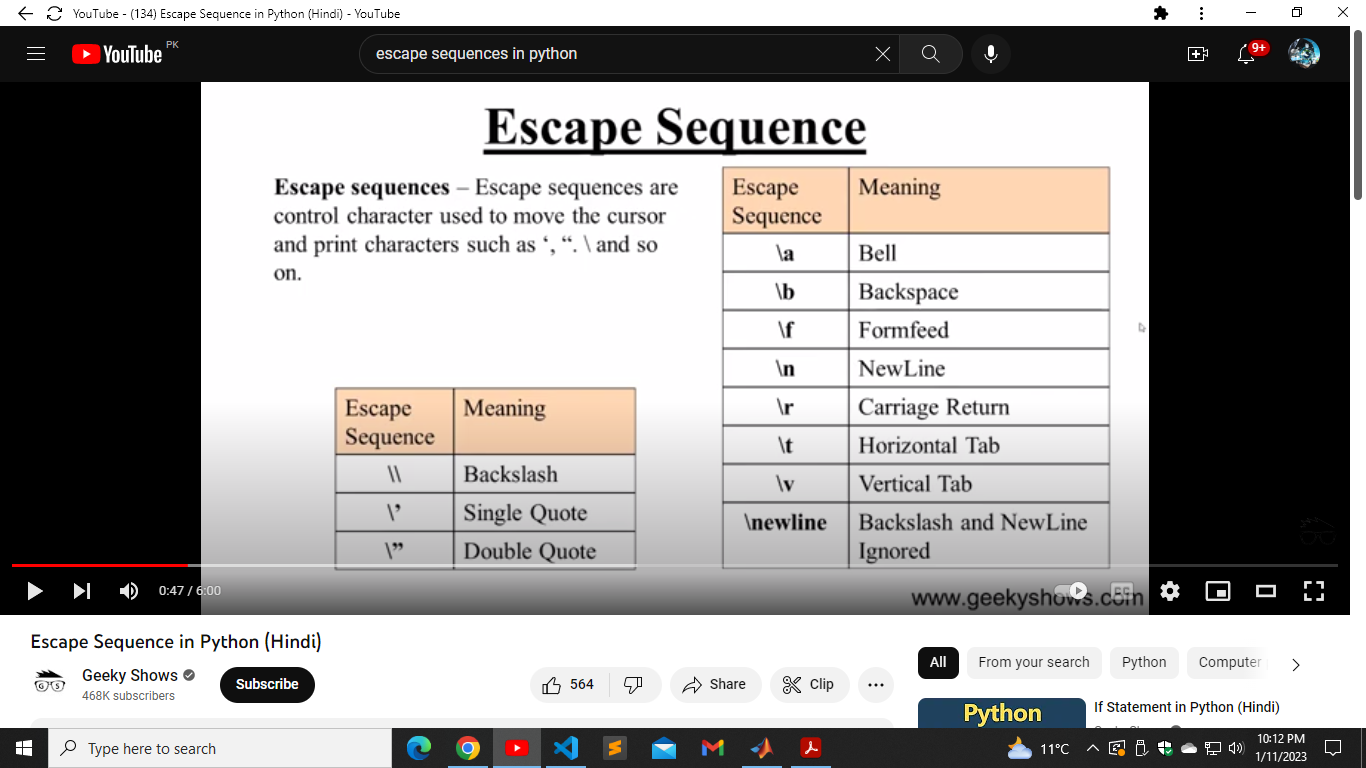 YouTube - (134) Escape Sequence in Python (Hindi) - YouTube
YouTube PK
escape sequences in python
9+
Escape Sequence
Escape sequences – Escape sequences are
control character used to move the cursor
and print characters such as ‘, “. \ and so
on.
Escape Sequence Meaning
\\ Backslash
\’ Single Quote
\” Double Quote
Escape Sequence Meaning
\a Bell
\b Backspace
\f Formfeed
\n NewLine
\r Carriage Return
\t Horizontal Tab
\v Vertical Tab
\newline Backslash and NewLine Ignored
www.geekyshows.com
0:47 / 6:00
CC
Escape Sequence in Python (Hindi)
G S
Geeky Shows
468K subscribers
Subscribe
564
Share
Clip
All
From your search
Python
Computer
Python
If Statement in Python (Hindi)
Type here to search
11°C
10:12 PM
1/11/2023